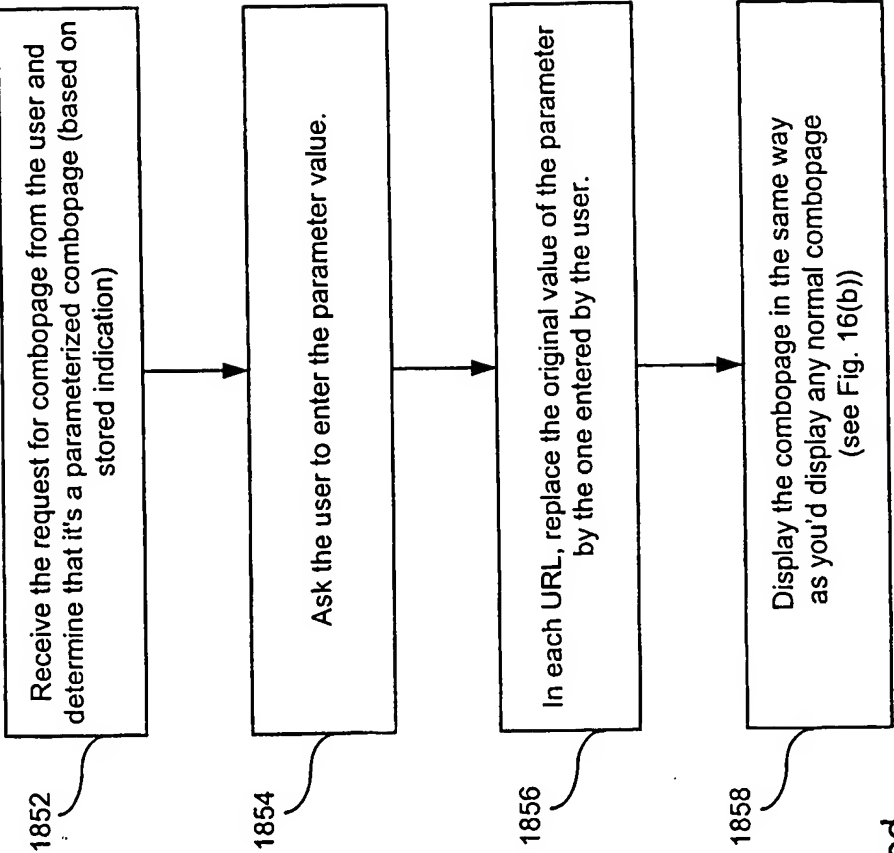 1852
Receive the request for combopage from the user and
determine that it's a parameterized combopage (based on
stored indication)
1854
Ask the user to enter the parameter value.
1856
In each URL, replace the original value of the parameter
by the one entered by the user.
1858
Display the combopage in the same way
as you'd display any normal combopage
(see Fig. 16(b))